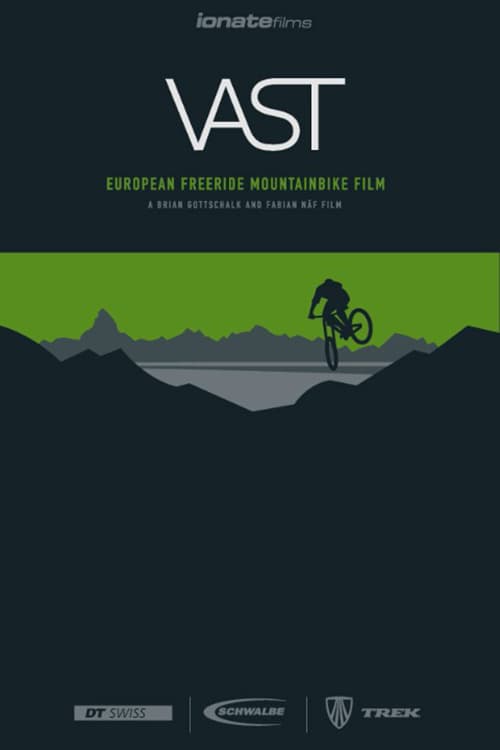 ionatefilms
VAST
EUROPEAN FREERIDE MOUNTAINBIKE FILM
A BRIAN GOTTSCHALK AND FABIAN NÄF FILM
DT SWISS SCHWALBE TREK